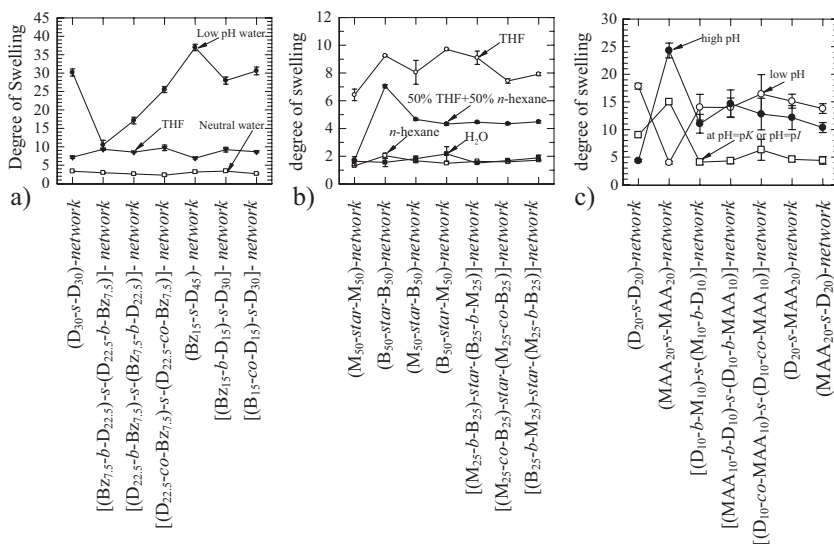 Degree of Swelling
45
40
35
30
25
20
15
10
5
0
Low pH water
THF
Neutral water
a)
(D30-s-D30)-network
[(Bz7.5-b-D22.5)-s-(D22.5-b-Bz7.5)]- network
[(D22.5-b-Bz7.5)-s-(Bz7.5-b-D22.5)]- network
[(D22.5-co-Bz7.5)-s-(D22.5-co-Bz7.5)]- network
(Bz15-s-D45)- network
[(Bz15-b-D15)-s-D30]- network
[(B15-co-D15)-s-D30]- network
degree of swelling
12
10
8
6
4
2
0
THF
50% THF+50% n-hexane
n-hexane
H2O
b)
(M50-star-M50)-network
(B50-star-B50)-network
(M50-star-B50)-network
(B50-star-M50)-network
[(M25-b-B25)-star-(B25-b-M25)]-network
[(M25-co-B25)-star-(M25-co-B25)]-network
[(B25-b-M25)-star-(M25-b-B25)]-network
degree of swelling
30
25
20
15
10
5
0
high pH
low pH
at pH=pK or pH=pI
c)
(D20-s-D20)-network
(MAA20-s-MAA20)-network
[(D10-b-M10)-s-(M10-b-D10)]-network
[(MAA10-b-D10)-s-(D10-b-MAA10)]-network
[(D10-co-MAA10)-s-(D10-co-MAA10)]-network
(D20-s-MAA20)-network
(MAA20-s-D20)-network